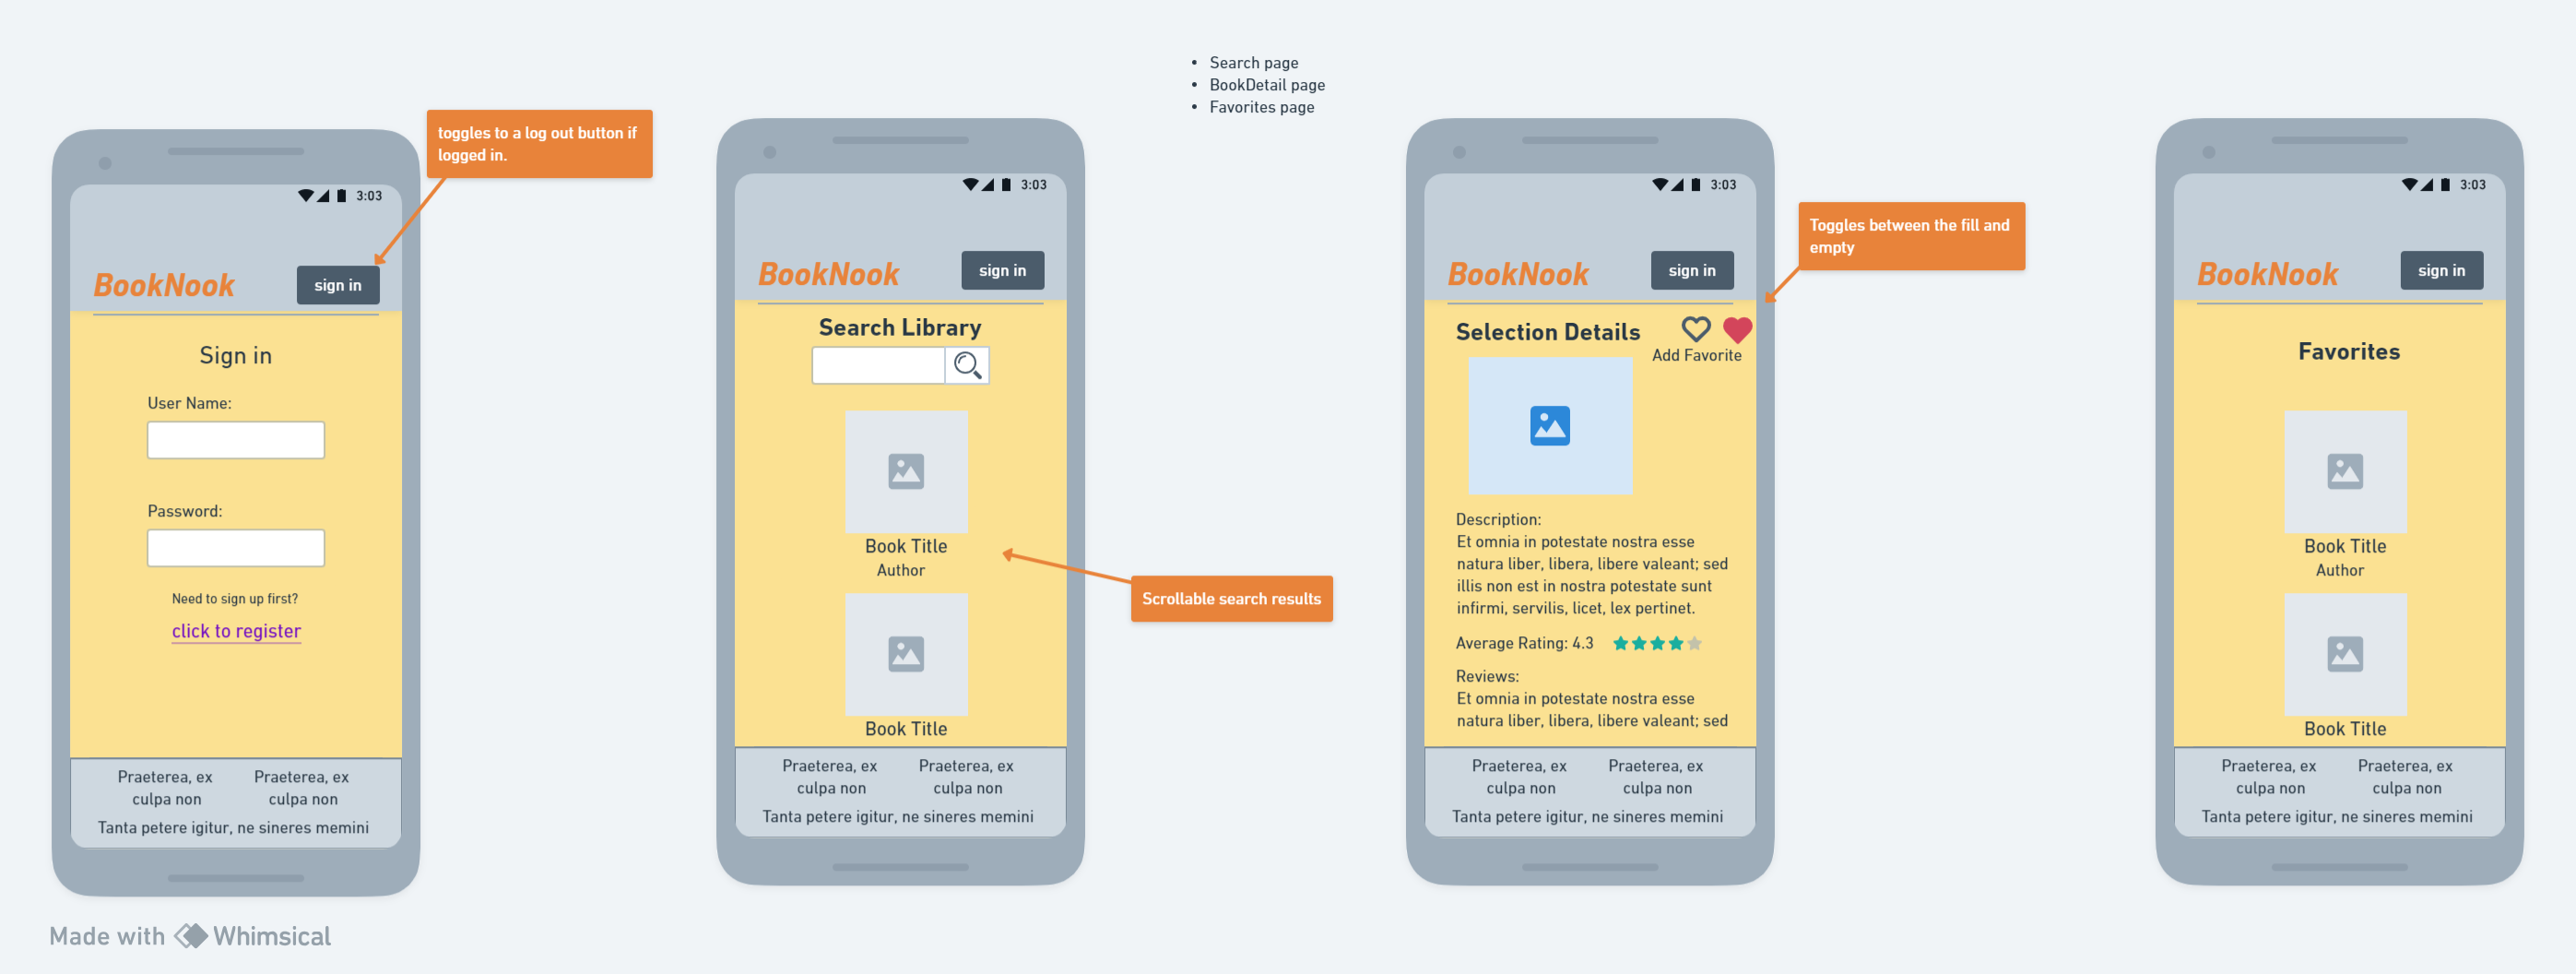 • Search page
• BookDetail page
• Favorites page
toggles to a log out button if
logged in.
3:03
BookNook
sign in
Sign in
User Name:
Password:
Need to sign up first?
click to register
Praeterea, ex
culpa non
Praeterea, ex
culpa non
Tanta petere igitur, ne sineres memini
3:03
BookNook
sign in
Search Library
Book Title
Author
Book Title
Scrollable search results
Praeterea, ex
culpa non
Praeterea, ex
culpa non
Tanta petere igitur, ne sineres memini
3:03
BookNook
sign in
Toggles between the fill and
empty
Selection Details
Add Favorite
Description:
Et omnia in potestate nostra esse
natura liber, libera, libere valeant; sed
illis non est in nostra potestate sunt
infirmi, servilis, licet, lex pertinet.
Average Rating: 4.3
Reviews:
Et omnia in potestate nostra esse
natura liber, libera, libere valeant; sed
Praeterea, ex
culpa non
Praeterea, ex
culpa non
Tanta petere igitur, ne sineres memini
3:03
BookNook
sign in
Favorites
Book Title
Author
Book Title
Praeterea, ex
culpa non
Praeterea, ex
culpa non
Tanta petere igitur, ne sineres memini
Made with Whimsical